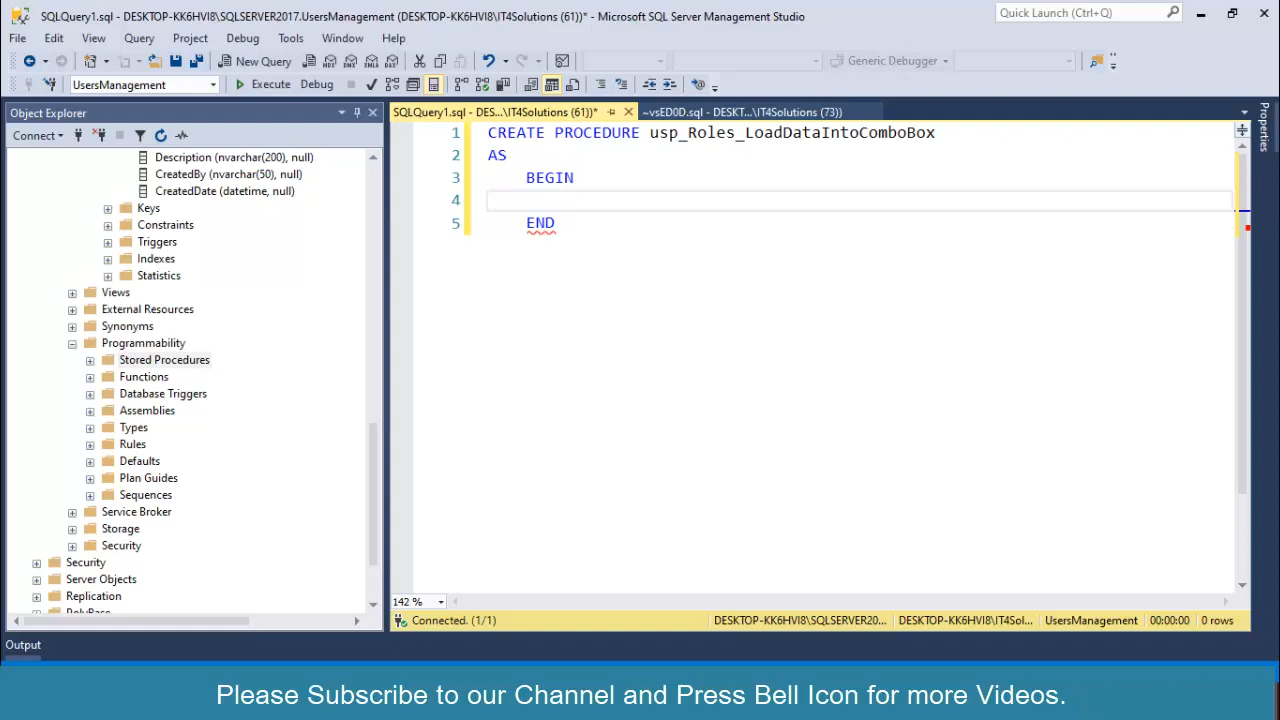 SQLQuery1.sql - DESKTOP-KK6HVI8\SQLSERVER2017.UsersManagement (DESKTOP-KK6HVI8\IT4Solutions (61))* - Microsoft SQL Server Management Studio
Quick Launch (Ctrl+Q)
File Edit View Query Project Debug Tools Window Help
New Query
Generic Debugger
UsersManagement
Execute
Debug
Object Explorer
Connect
Description (nvarchar(200), null)
CreatedBy (nvarchar(50), null)
CreatedDate (datetime, null)
Keys
Constraints
Triggers
Indexes
Statistics
Views
External Resources
Synonyms
Programmability
Stored Procedures
Functions
Database Triggers
Assemblies
Types
Rules
Defaults
Plan Guides
Sequences
Service Broker
Storage
Security
Security
Server Objects
Replication
PolyBase
SQLQuery1.sql - DES...\IT4Solutions (61))*
~vsED0D.sql - DESKT...\IT4Solutions (73))
1 CREATE PROCEDURE usp_Roles_LoadDataIntoComboBox
2 AS
3 BEGIN
4
5 END
142 %
Connected. (1/1)
DESKTOP-KK6HVI8\SQLSERVER20...
DESKTOP-KK6HVI8\IT4Sol...
UsersManagement
00:00:00
0 rows
Properties
Output
Please Subscribe to our Channel and Press Bell Icon for more Videos.